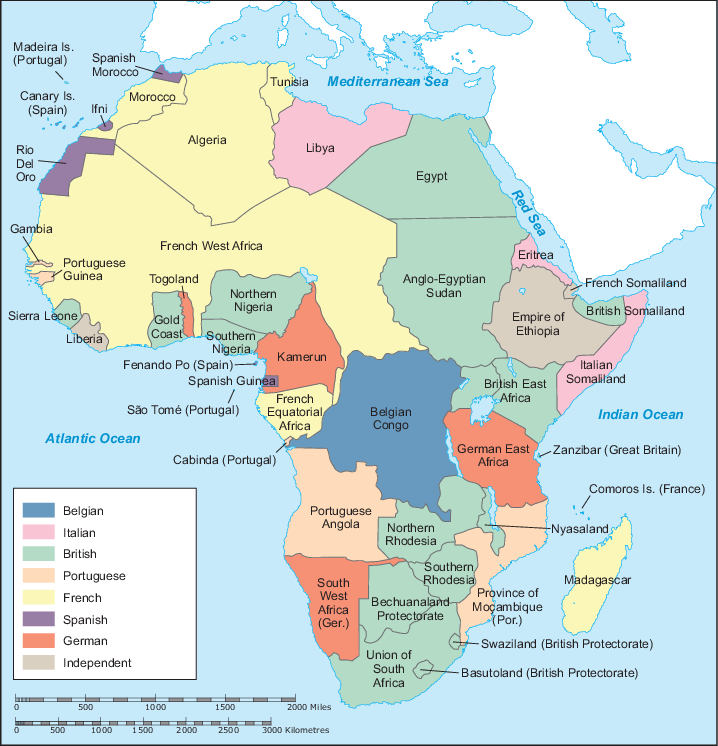 Madeira Is.
(Portugal)
Spanish
Morocco
Mediterranean Sea
Tunisia
Canary Is.
(Spain)
Ifni
Morocco
Algeria
Libya
Egypt
Rio
Del
Oro
Red Sea
Gambia
French West Africa
Eritrea
Portuguese
Guinea
Togoland
Anglo-Egyptian
Sudan
French Somaliland
Northern
Nigeria
British Somaliland
Sierra Leone
Gold
Coast
Empire of
Ethiopia
Liberia
Southern
Nigeria
Kamerun
Fenando Po (Spain)
Italian
Somaliland
Spanish Guinea
British East
Africa
São Tomé (Portugal)
French
Equatorial
Africa
Belgian
Congo
Indian Ocean
Atlantic Ocean
German East
Africa
Zanzibar (Great Britain)
Cabinda (Portugal)
Comoros Is. (France)
Belgian
Italian
British
Portuguese
French
Spanish
German
Independent
Portuguese
Angola
Northern
Rhodesia
Nyasaland
Southern
Rhodesia
Madagascar
South
West
Africa
(Ger.)
Bechuanaland
Protectorate
Province of
Moçambique
(Por.)
Swaziland (British Protectorate)
Union of
South
Africa
Basutoland (British Protectorate)
0 500 1000 1500 2000 Miles
0 500 1000 1500 2000 2500 3000 Kilometres